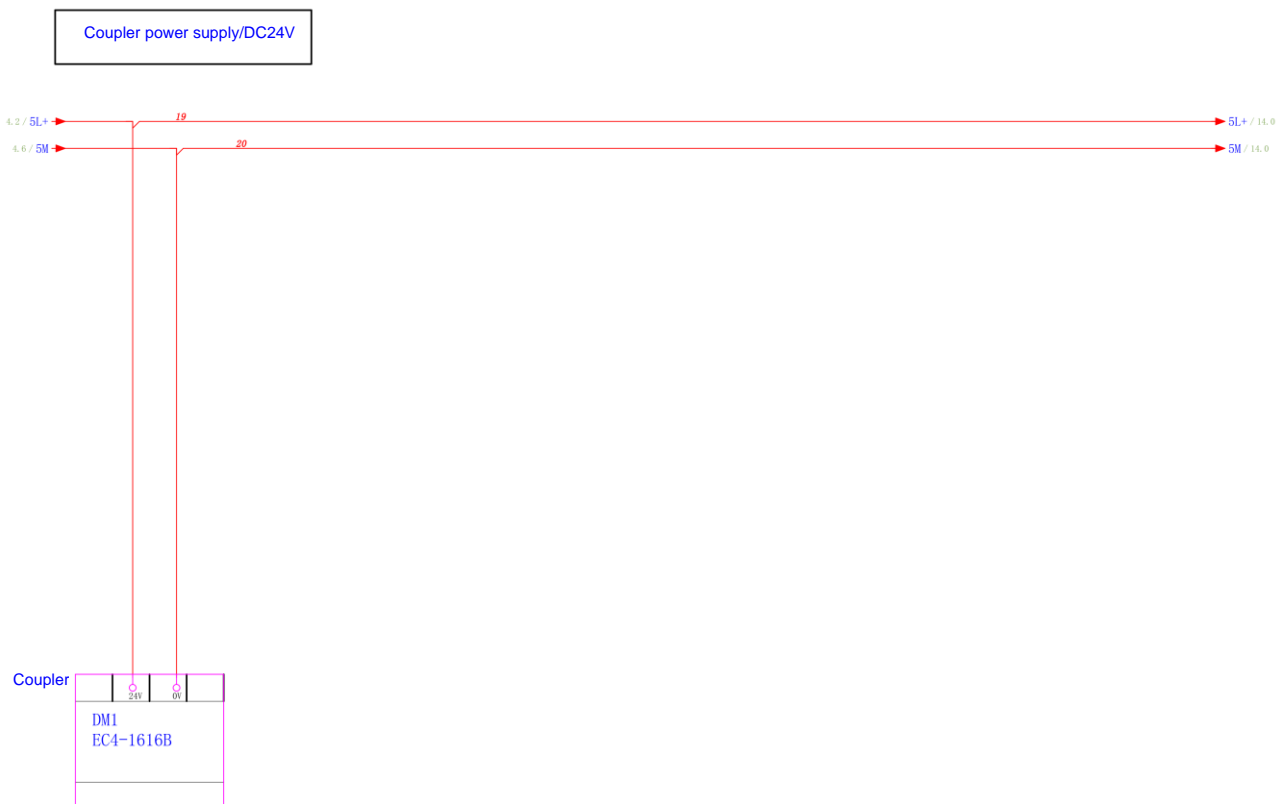 Coupler power supply/DC24V
4.2 / 5L+ 19 5L+ / 14.0
4.6 / 5M 20 5M / 14.0
Coupler
24V 0V
DM1
EC4-1616B